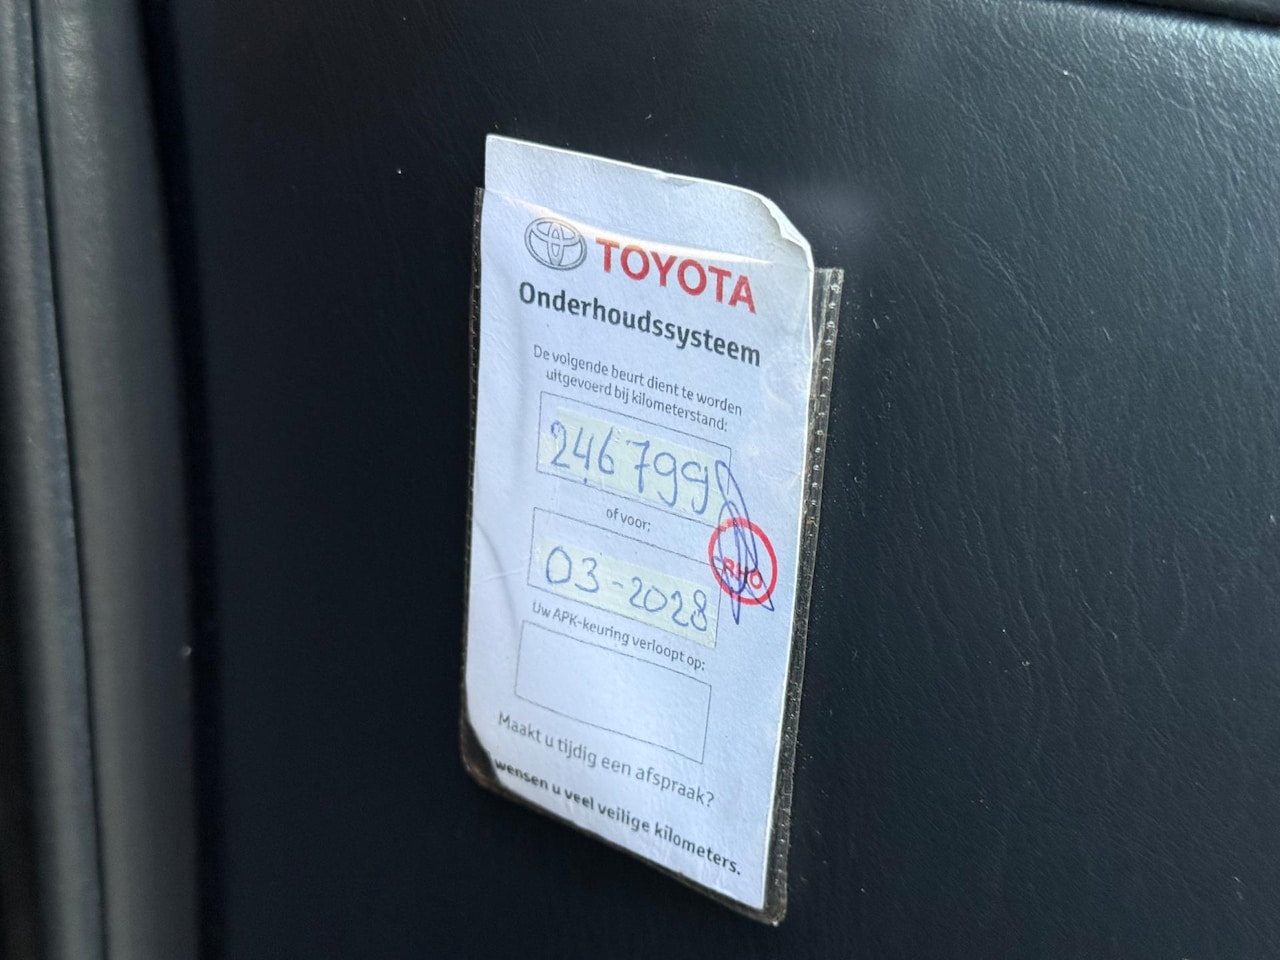 TOYOTA
Onderhoudssysteem
De volgende beurt dient te worden
uitgevoerd bij kilometerstand:
246799
of voor:
RHO
03-2028
Uw APK-keuring verloopt op:
Maakt u tijdig een afspraak?
wensen u veel veilige kilometers.